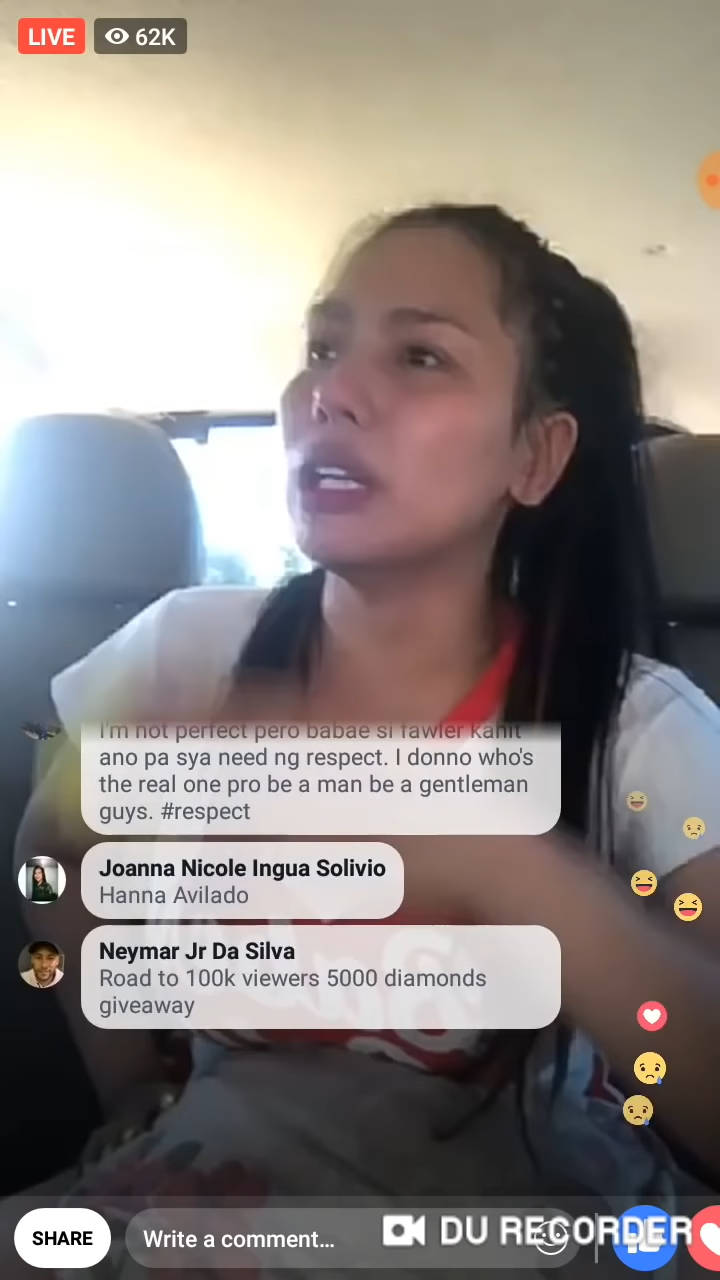 LIVE
62K
I'm not perfect pero babae si fawler kahit
ano pa sya need ng respect. I donno who's
the real one pro be a man be a gentleman
guys. #respect
Joanna Nicole Ingua Solivio
Hanna Avilado
Neymar Jr Da Silva
Road to 100k viewers 5000 diamonds
giveaway
SHARE
Write a comment...
DU RECORDER